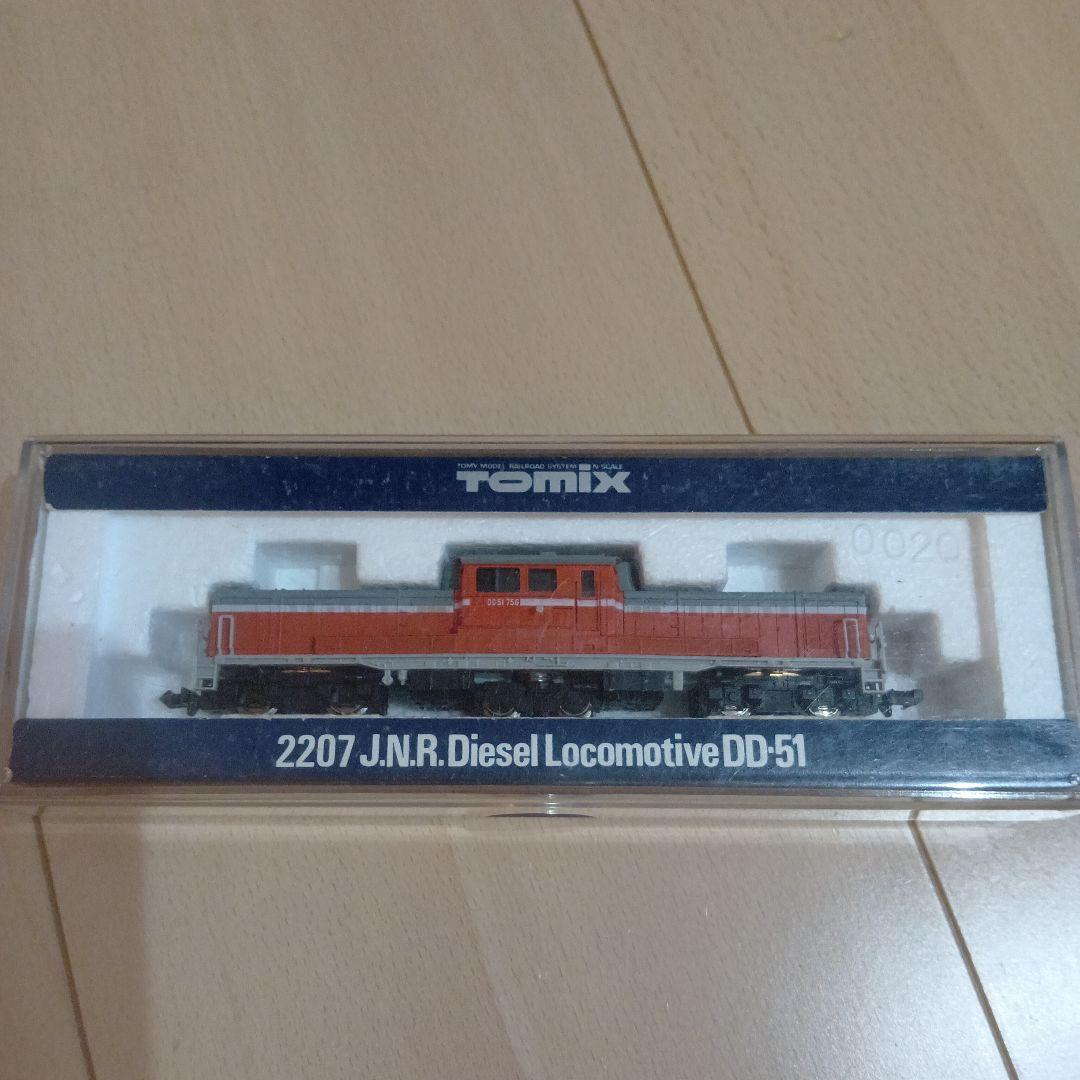 TOMY MODEL RAILROAD SYSTEM N-SCALE
TOMIX
0020
DD51 756
2207 J.N.R. Diesel Locomotive DD·51